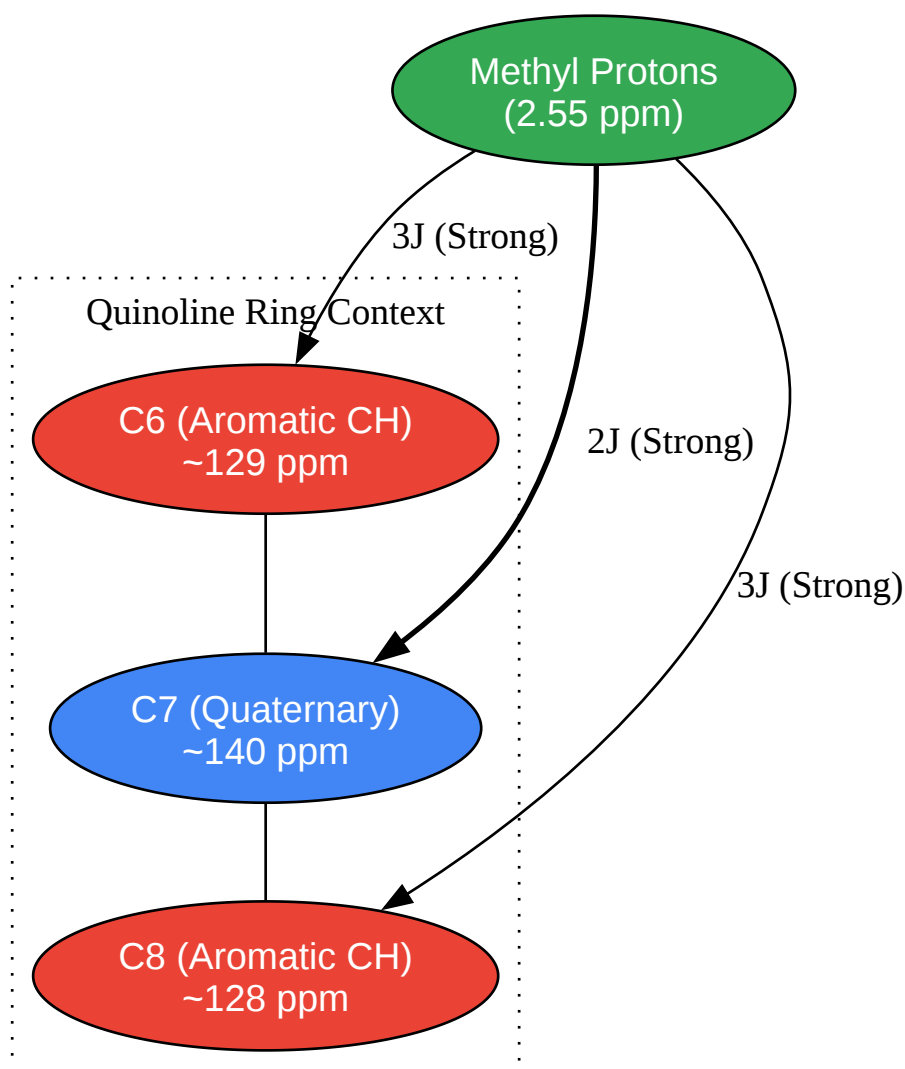 Methyl Protons
(2.55 ppm)
3J (Strong)
Quinoline Ring Context
C6 (Aromatic CH)
~129 ppm
2J (Strong)
3J (Strong)
C7 (Quaternary)
~140 ppm
C8 (Aromatic CH)
~128 ppm